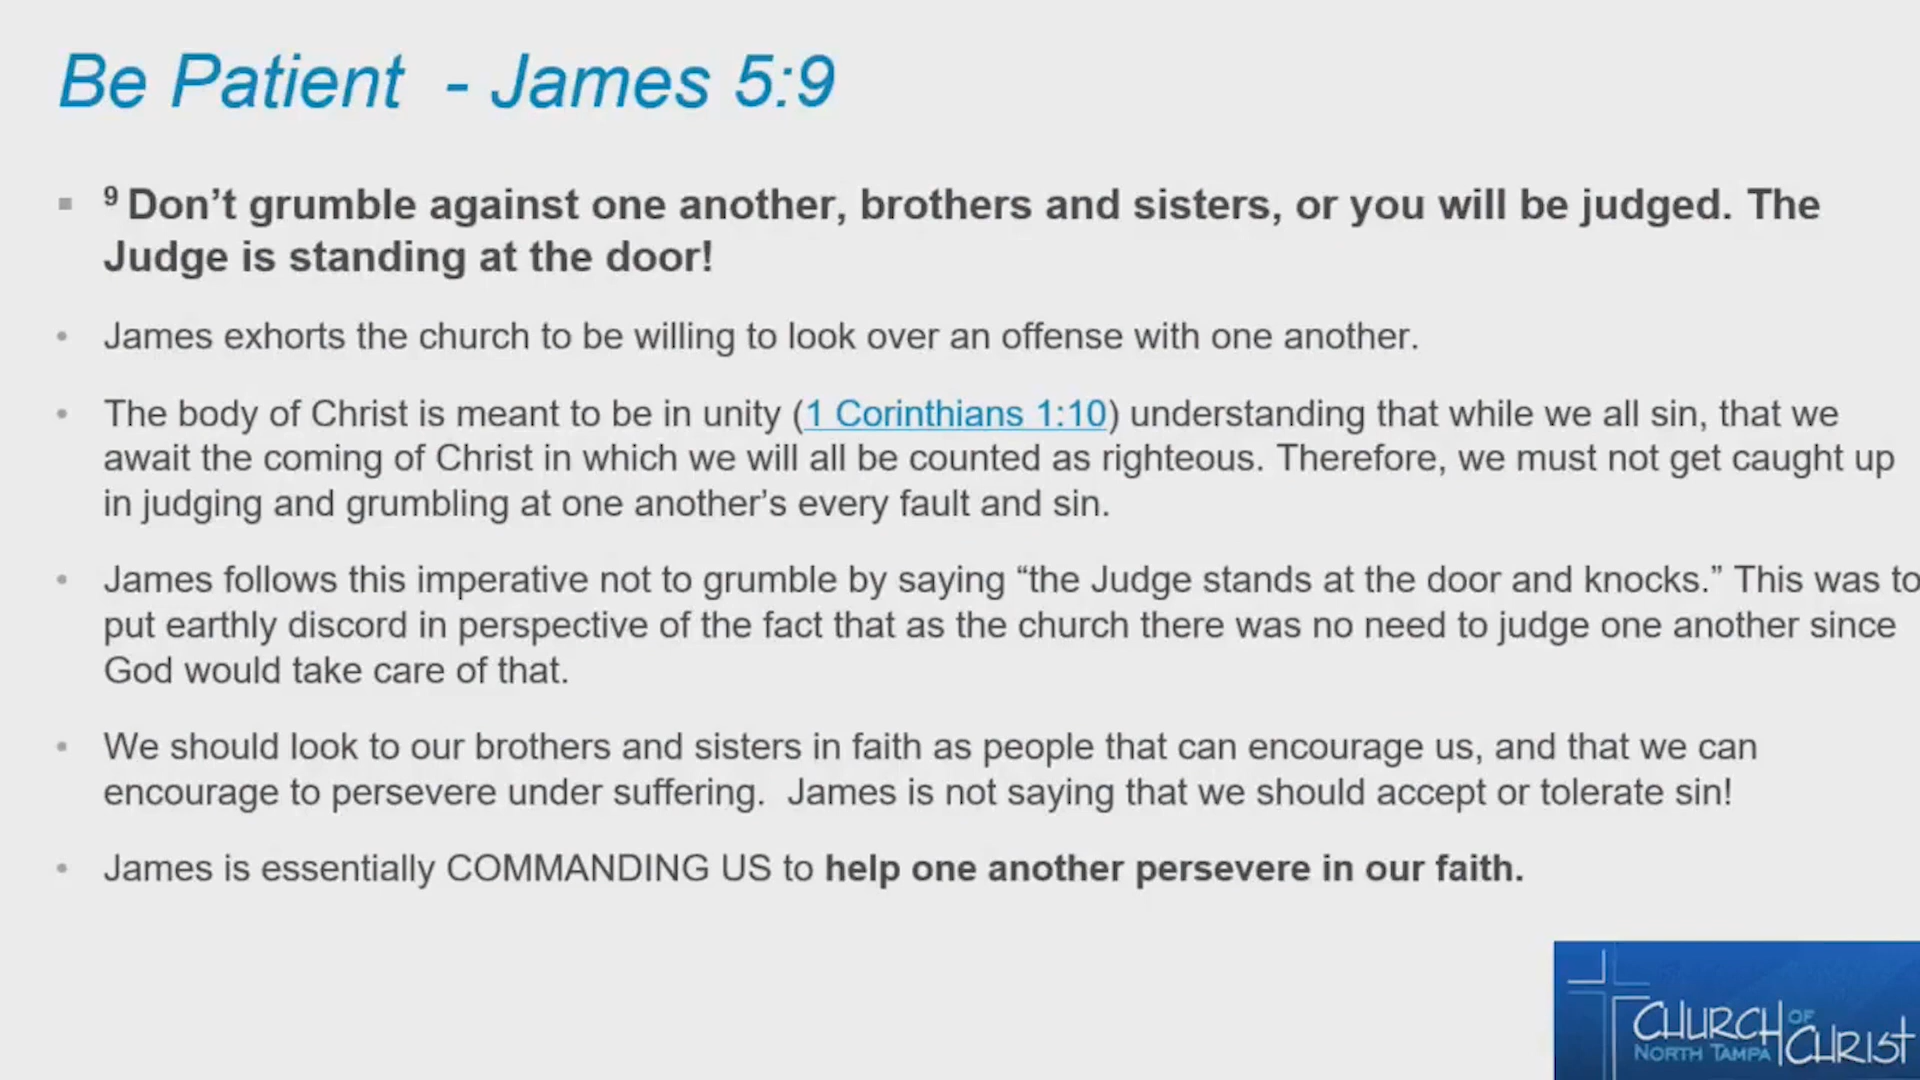 Be Patient - James 5:9
9 Don’t grumble against one another, brothers and sisters, or you will be judged. The
Judge is standing at the door!
James exhorts the church to be willing to look over an offense with one another.
The body of Christ is meant to be in unity (1 Corinthians 1:10) understanding that while we all sin, that we
await the coming of Christ in which we will all be counted as righteous. Therefore, we must not get caught up
in judging and grumbling at one another’s every fault and sin.
James follows this imperative not to grumble by saying “the Judge stands at the door and knocks.” This was to
put earthly discord in perspective of the fact that as the church there was no need to judge one another since
God would take care of that.
We should look to our brothers and sisters in faith as people that can encourage us, and that we can
encourage to persevere under suffering.  James is not saying that we should accept or tolerate sin!
James is essentially COMMANDING US to help one another persevere in our faith.
CHURCH OF CHRIST
NORTH TAMPA